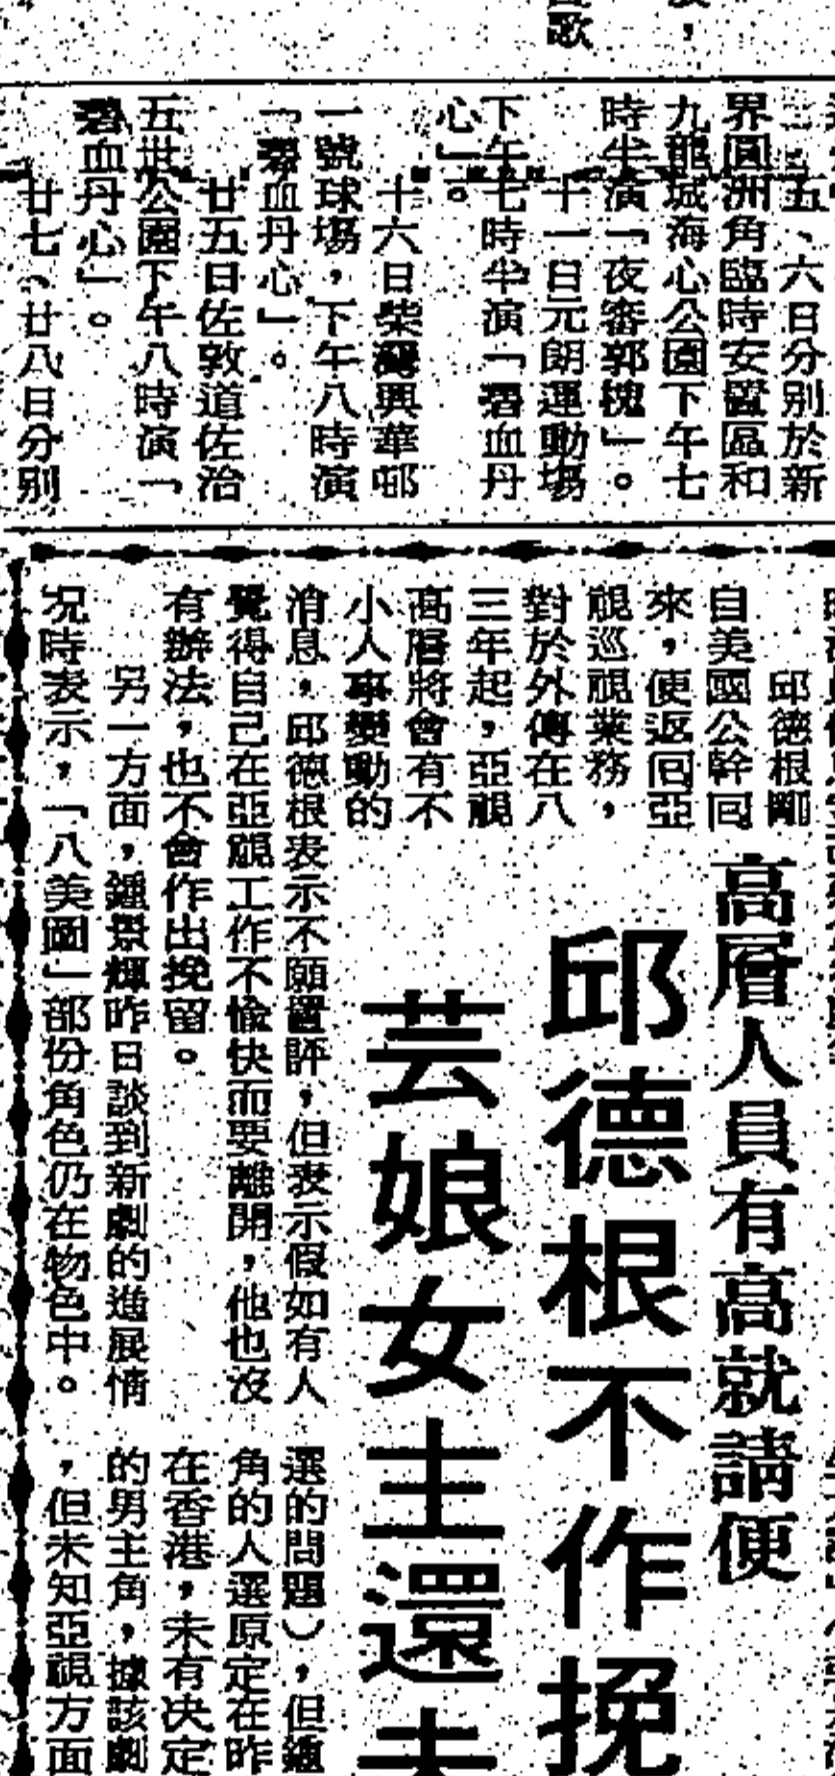 歌
，
五、六日分别於新
界圓洲角臨時安置區和
九龍城海心公園下午七
時半演「夜審郭槐」。
十一日元朗運動塲
下午七時半演「碧血丹
心」。
十六日柴灣興華邨
一號球塲，下午八時演
「碧血丹心」。
廿五日佐敦道佐治
五世公園下午八時演「
碧血丹心」。
廿七、廿八日分别
高層人員有高就請便
邱德根不作挽
芸娘女主還未
邱德根剛
自美國公幹回
來，便返回亞
視巡視業務，
對於外傳在八
三年起，亞視
高層將會有不
小人事變動的
消息，邱德根表示不願置評，但表示假如有人
覺得自己在亞視工作不愉快而要離開，他也沒
有辦法，也不會作出挽留。
另一方面，鍾景輝昨日談到新劇的進展情
況時表示，「八美圖」部份角色仍在物色中。
選的問題），但鍾
角的人選原定在昨
在香港，未有决定
的男主角，據該劇
，但未知亞視方面